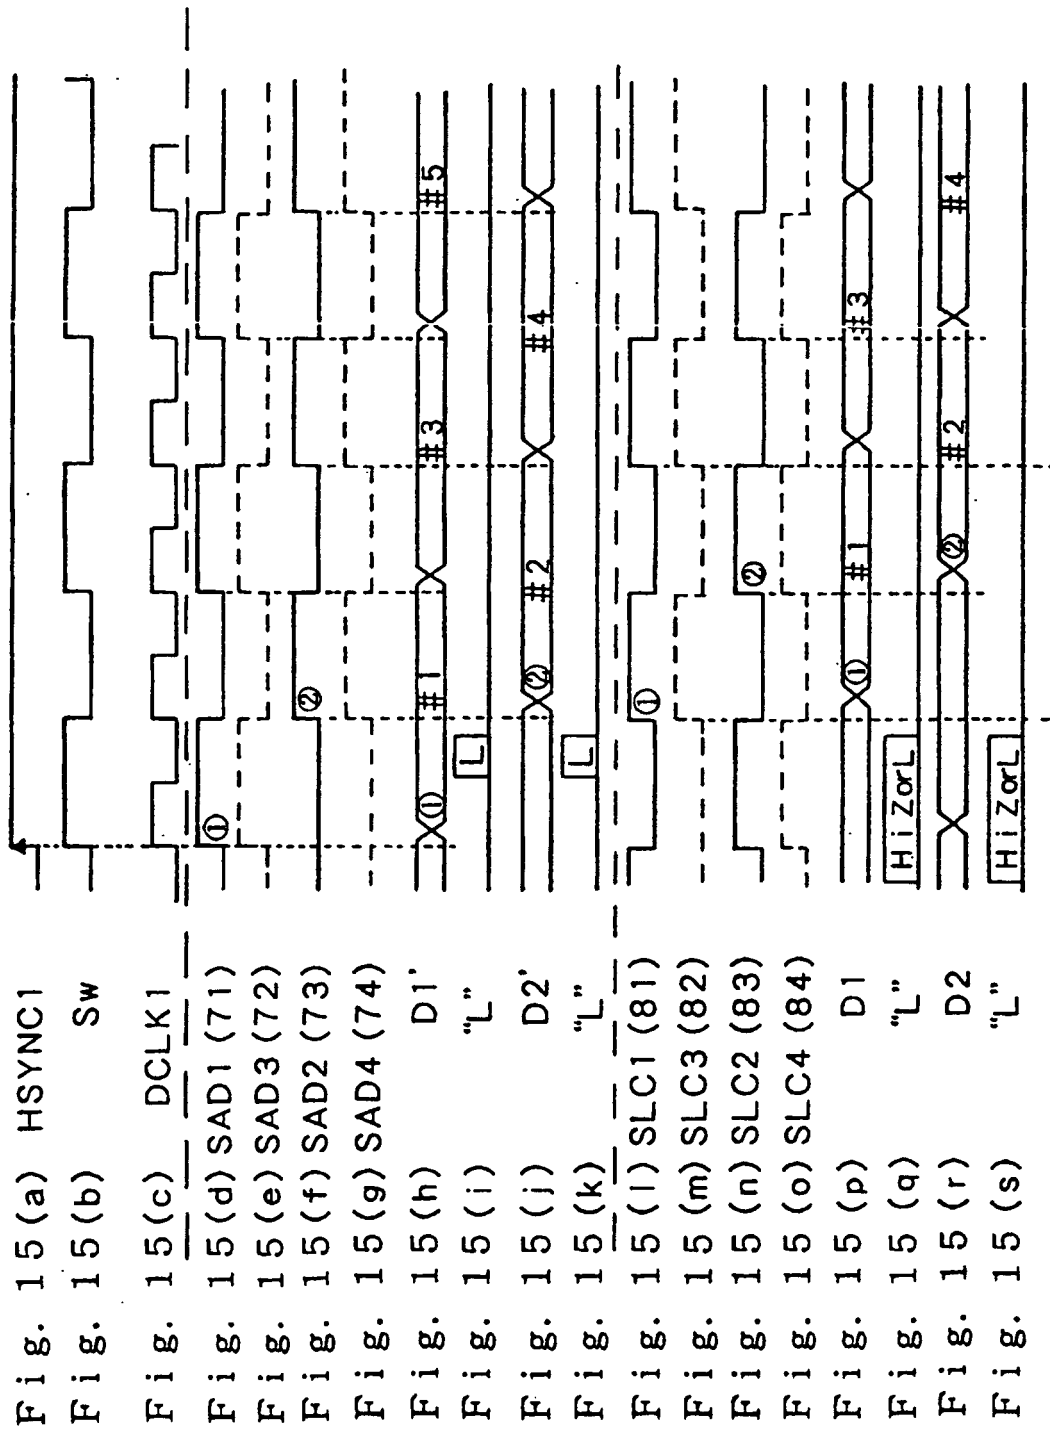 Fig. 15(a) HSYNC1
Fig. 15(b) Sw
Fig. 15(c) DCLK1
Fig. 15(d) SAD1(71) ①
Fig. 15(e) SAD3(72)
Fig. 15(f) SAD2(73) ②
Fig. 15(g) SAD4(74)
Fig. 15(h) D1' ① #1 #3 #5
Fig. 15(i) "L" L
Fig. 15(j) D2' ② #2 #4
Fig. 15(k) "L" L
Fig. 15(l) SLC1(81) ①
Fig. 15(m) SLC3(82)
Fig. 15(n) SLC2(83) ②
Fig. 15(o) SLC4(84)
Fig. 15(p) D1 ① #1 #3
Fig. 15(q) "L" HiZorL
Fig. 15(r) D2 ② #2 #4
Fig. 15(s) "L" HiZorL